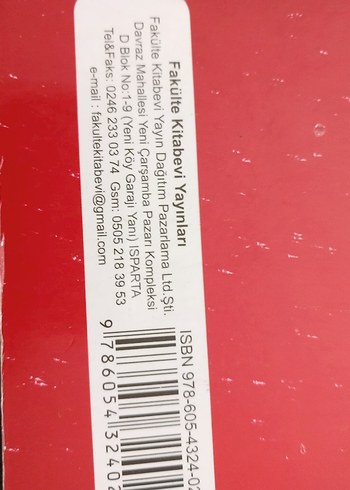 Fakülte Kitabevi Yayınları
Fakülte Kitabevi Yayın Dağıtım Pazarlama Ltd.Şti.
Davraz Mahallesi Yeni Çarşamba Pazarı Kompleksi
D Blok No:1-9 (Yeni Köy Garajı Yanı) ISPARTA
Tel&Faks: 0246 233 03 74 Gsm: 0505 218 39 53
e-mail : fakultekitabevi@gmail.com
ISBN 978-605-4324-02
9 786054 32402